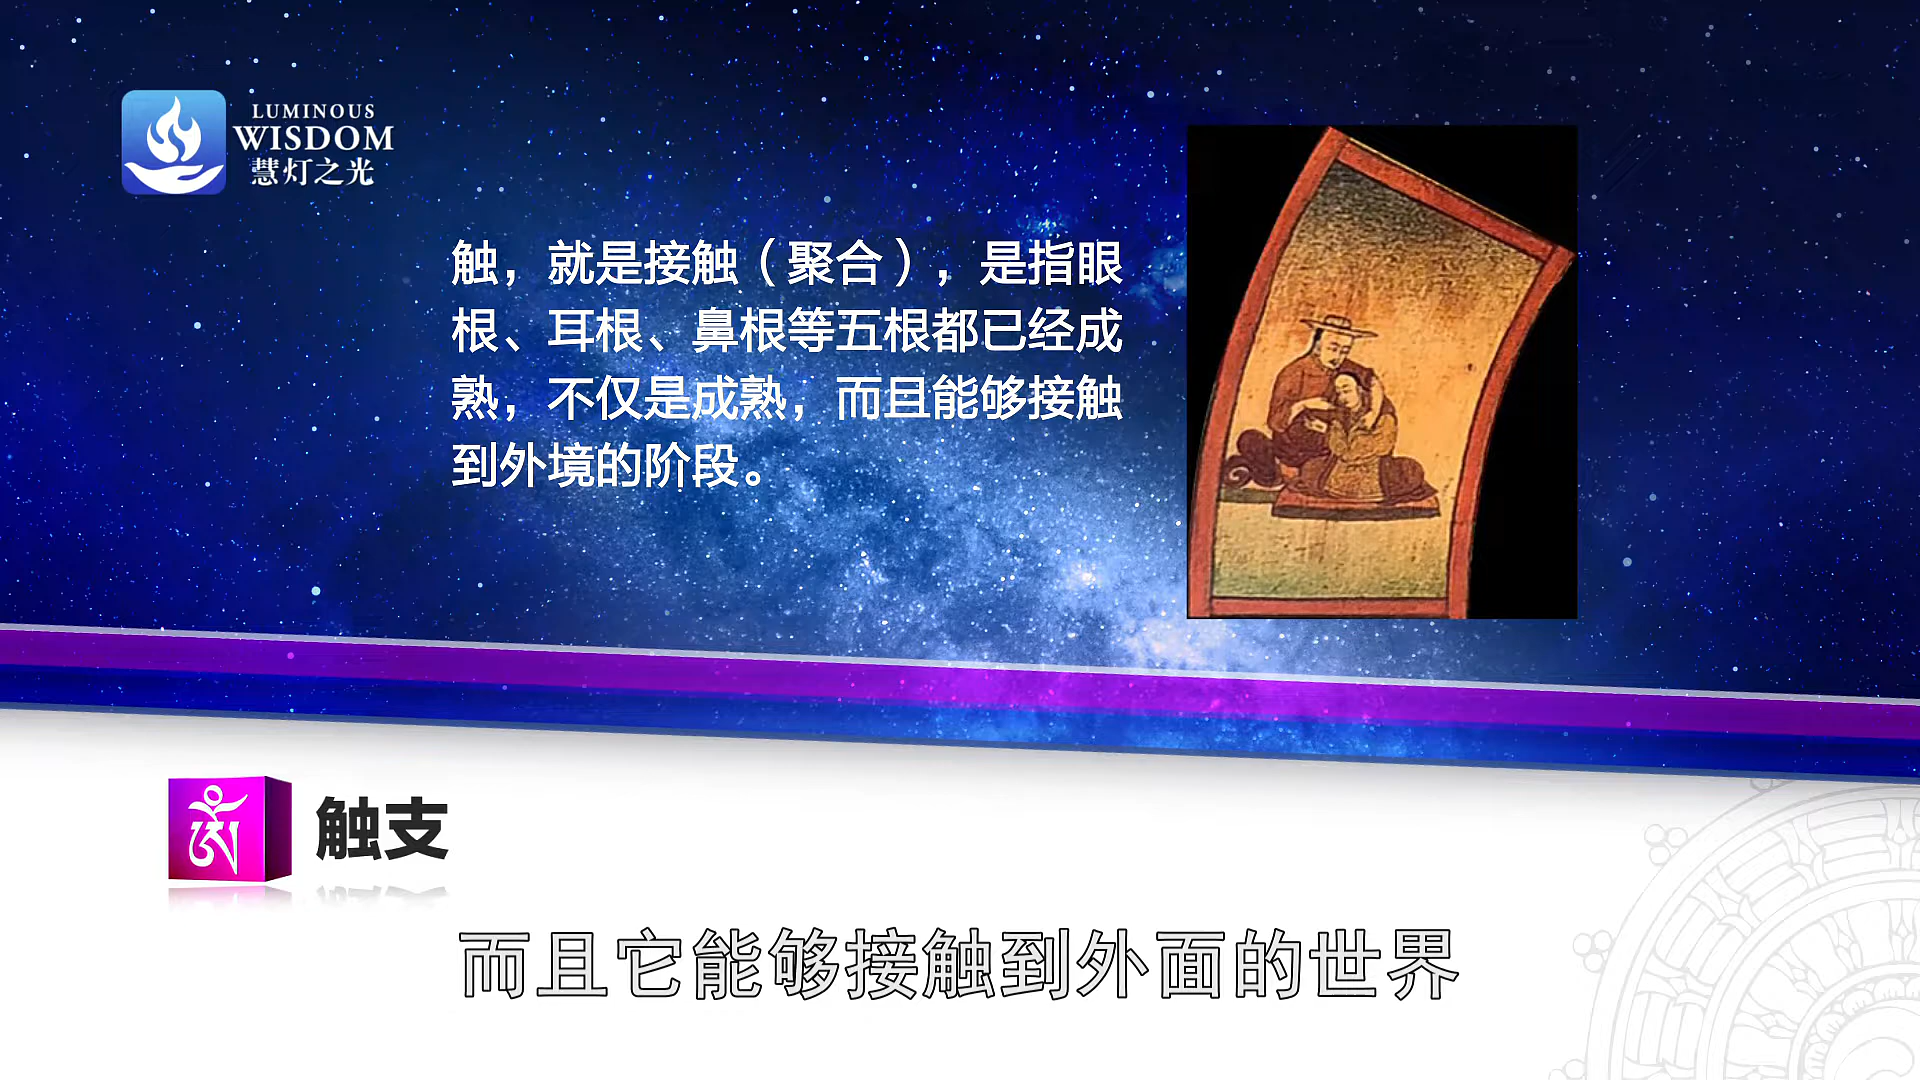 LUMINOUS
WISDOM
慧灯之光
触，就是接触（聚合），是指眼
根、耳根、鼻根等五根都已经成
熟，不仅是成熟，而且能够接触
到外境的阶段。
ༀ
触支
而且它能够接触到外面的世界